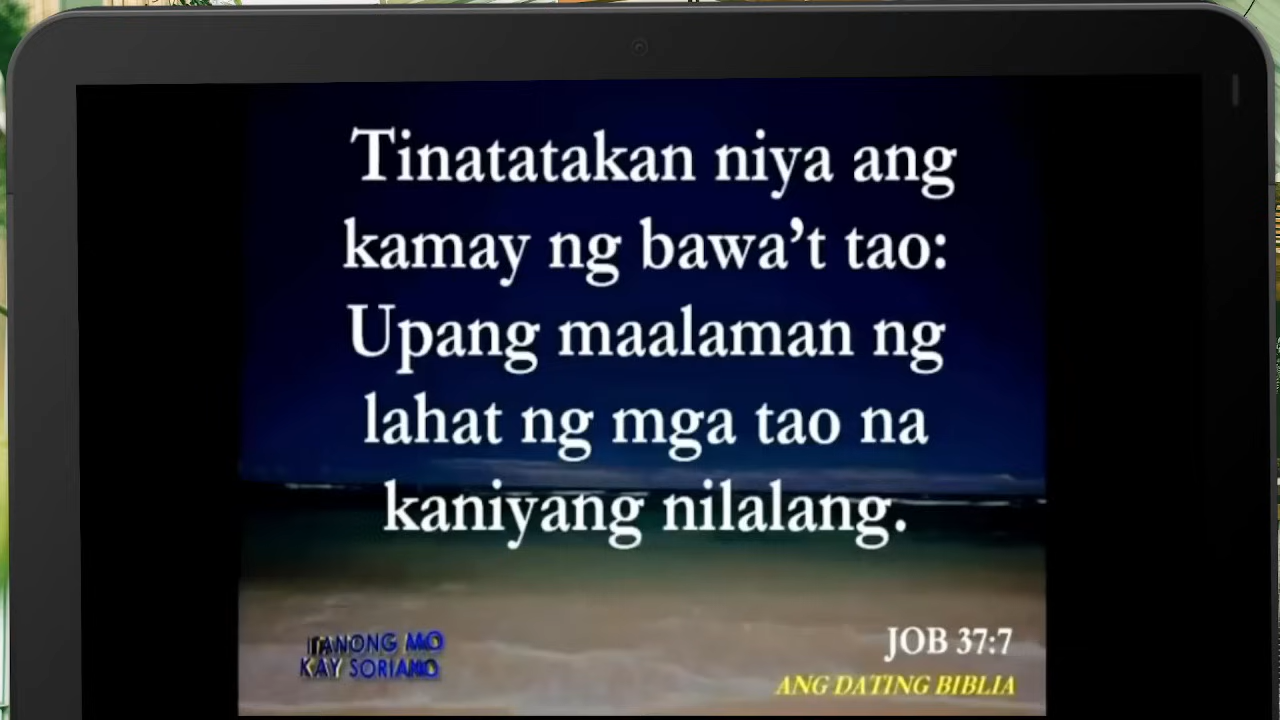 Tinatatakan niya ang
kamay ng bawa't tao:
Upang maalaman ng
lahat ng mga tao na
kaniyang nilalang.
ITANONG MO
KAY SORIANO
JOB 37:7
ANG DATING BIBLIA